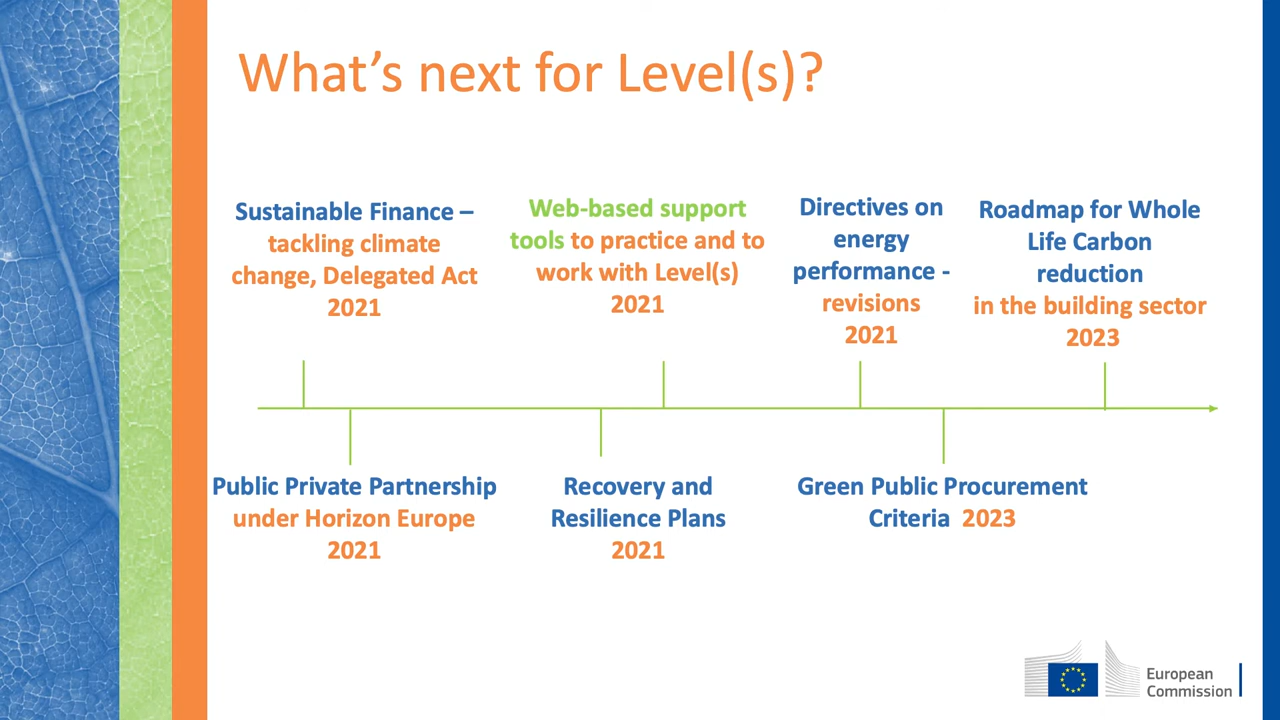 What’s next for Level(s)?
Sustainable Finance –
tackling climate
change, Delegated Act
2021
Web-based support
tools to practice and to
work with Level(s)
2021
Directives on
energy
performance -
revisions
2021
Roadmap for Whole
Life Carbon
reduction
in the building sector
2023
Public Private Partnership
under Horizon Europe
2021
Recovery and
Resilience Plans
2021
Green Public Procurement
Criteria 2023
European
Commission